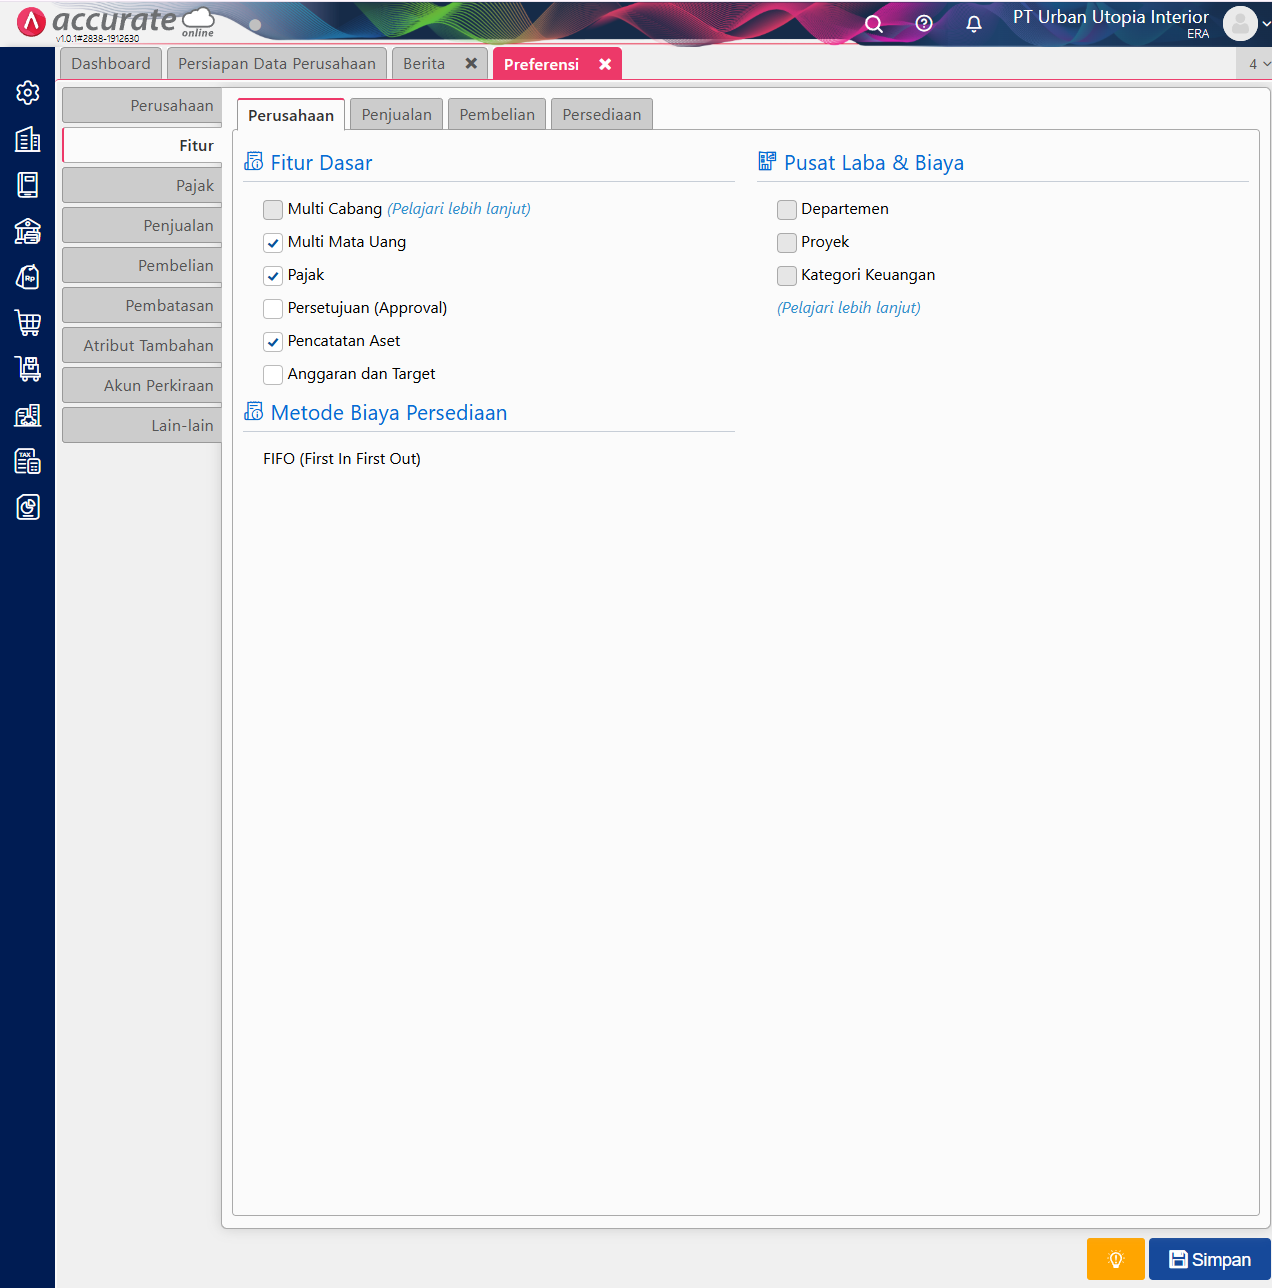 accurate
online
v1.0.1#2838-1912630
PT Urban Utopia Interior
ERA
Dashboard
Persiapan Data Perusahaan
Berita
Preferensi
4
Perusahaan
Fitur
Pajak
Penjualan
Pembelian
Pembatasan
Atribut Tambahan
Akun Perkiraan
Lain-lain
Perusahaan
Penjualan
Pembelian
Persediaan
Fitur Dasar
Multi Cabang (Pelajari lebih lanjut)
Multi Mata Uang
Pajak
Persetujuan (Approval)
Pencatatan Aset
Anggaran dan Target
Metode Biaya Persediaan
FIFO (First In First Out)
Pusat Laba & Biaya
Departemen
Proyek
Kategori Keuangan
(Pelajari lebih lanjut)
Rp
TAX
Simpan